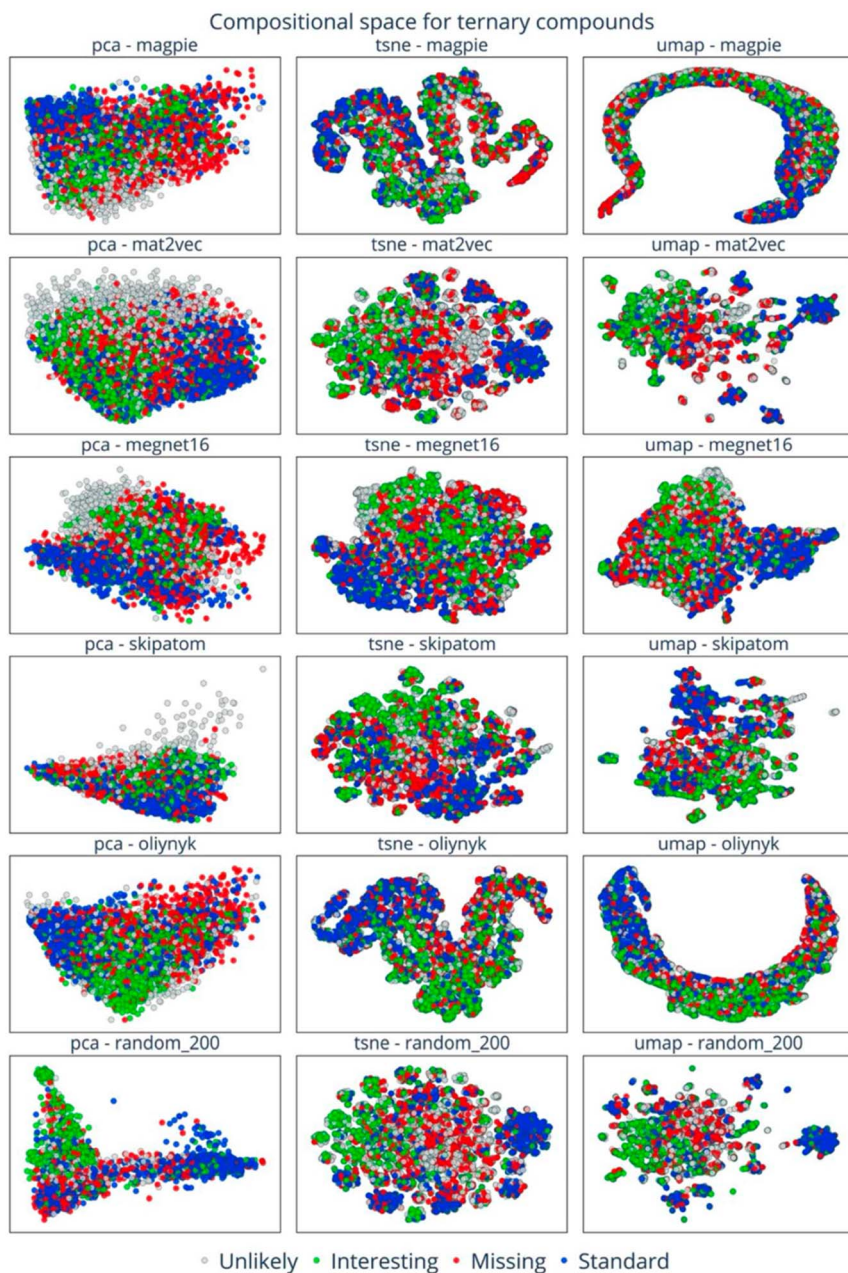 Compositional space for ternary compounds
pca - magpie tsne - magpie umap - magpie
pca - mat2vec tsne - mat2vec umap - mat2vec
pca - megnet16 tsne - megnet16 umap - megnet16
pca - skipatom tsne - skipatom umap - skipatom
pca - oliynyk tsne - oliynyk umap - oliynyk
pca - random_200 tsne - random_200 umap - random_200
Unlikely Interesting Missing Standard